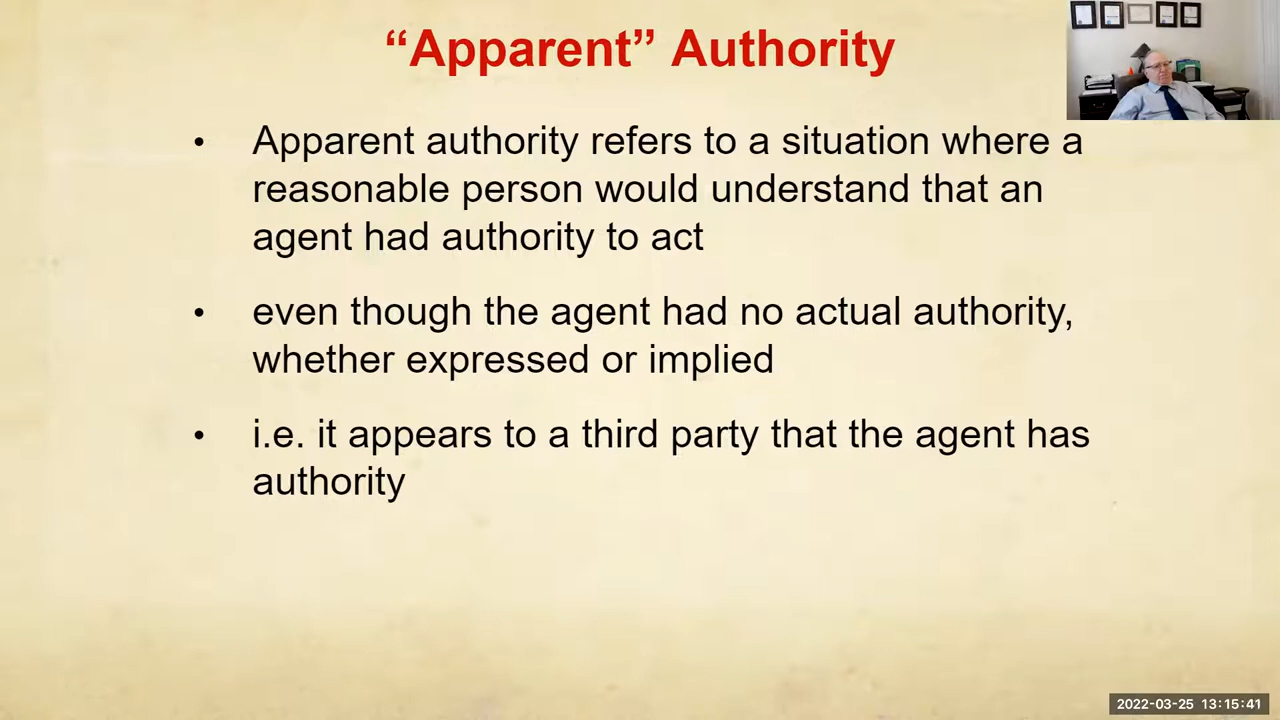 “Apparent” Authority
• Apparent authority refers to a situation where a
reasonable person would understand that an
agent had authority to act
• even though the agent had no actual authority,
whether expressed or implied
• i.e. it appears to a third party that the agent has
authority
2022-03-25 13:15:41